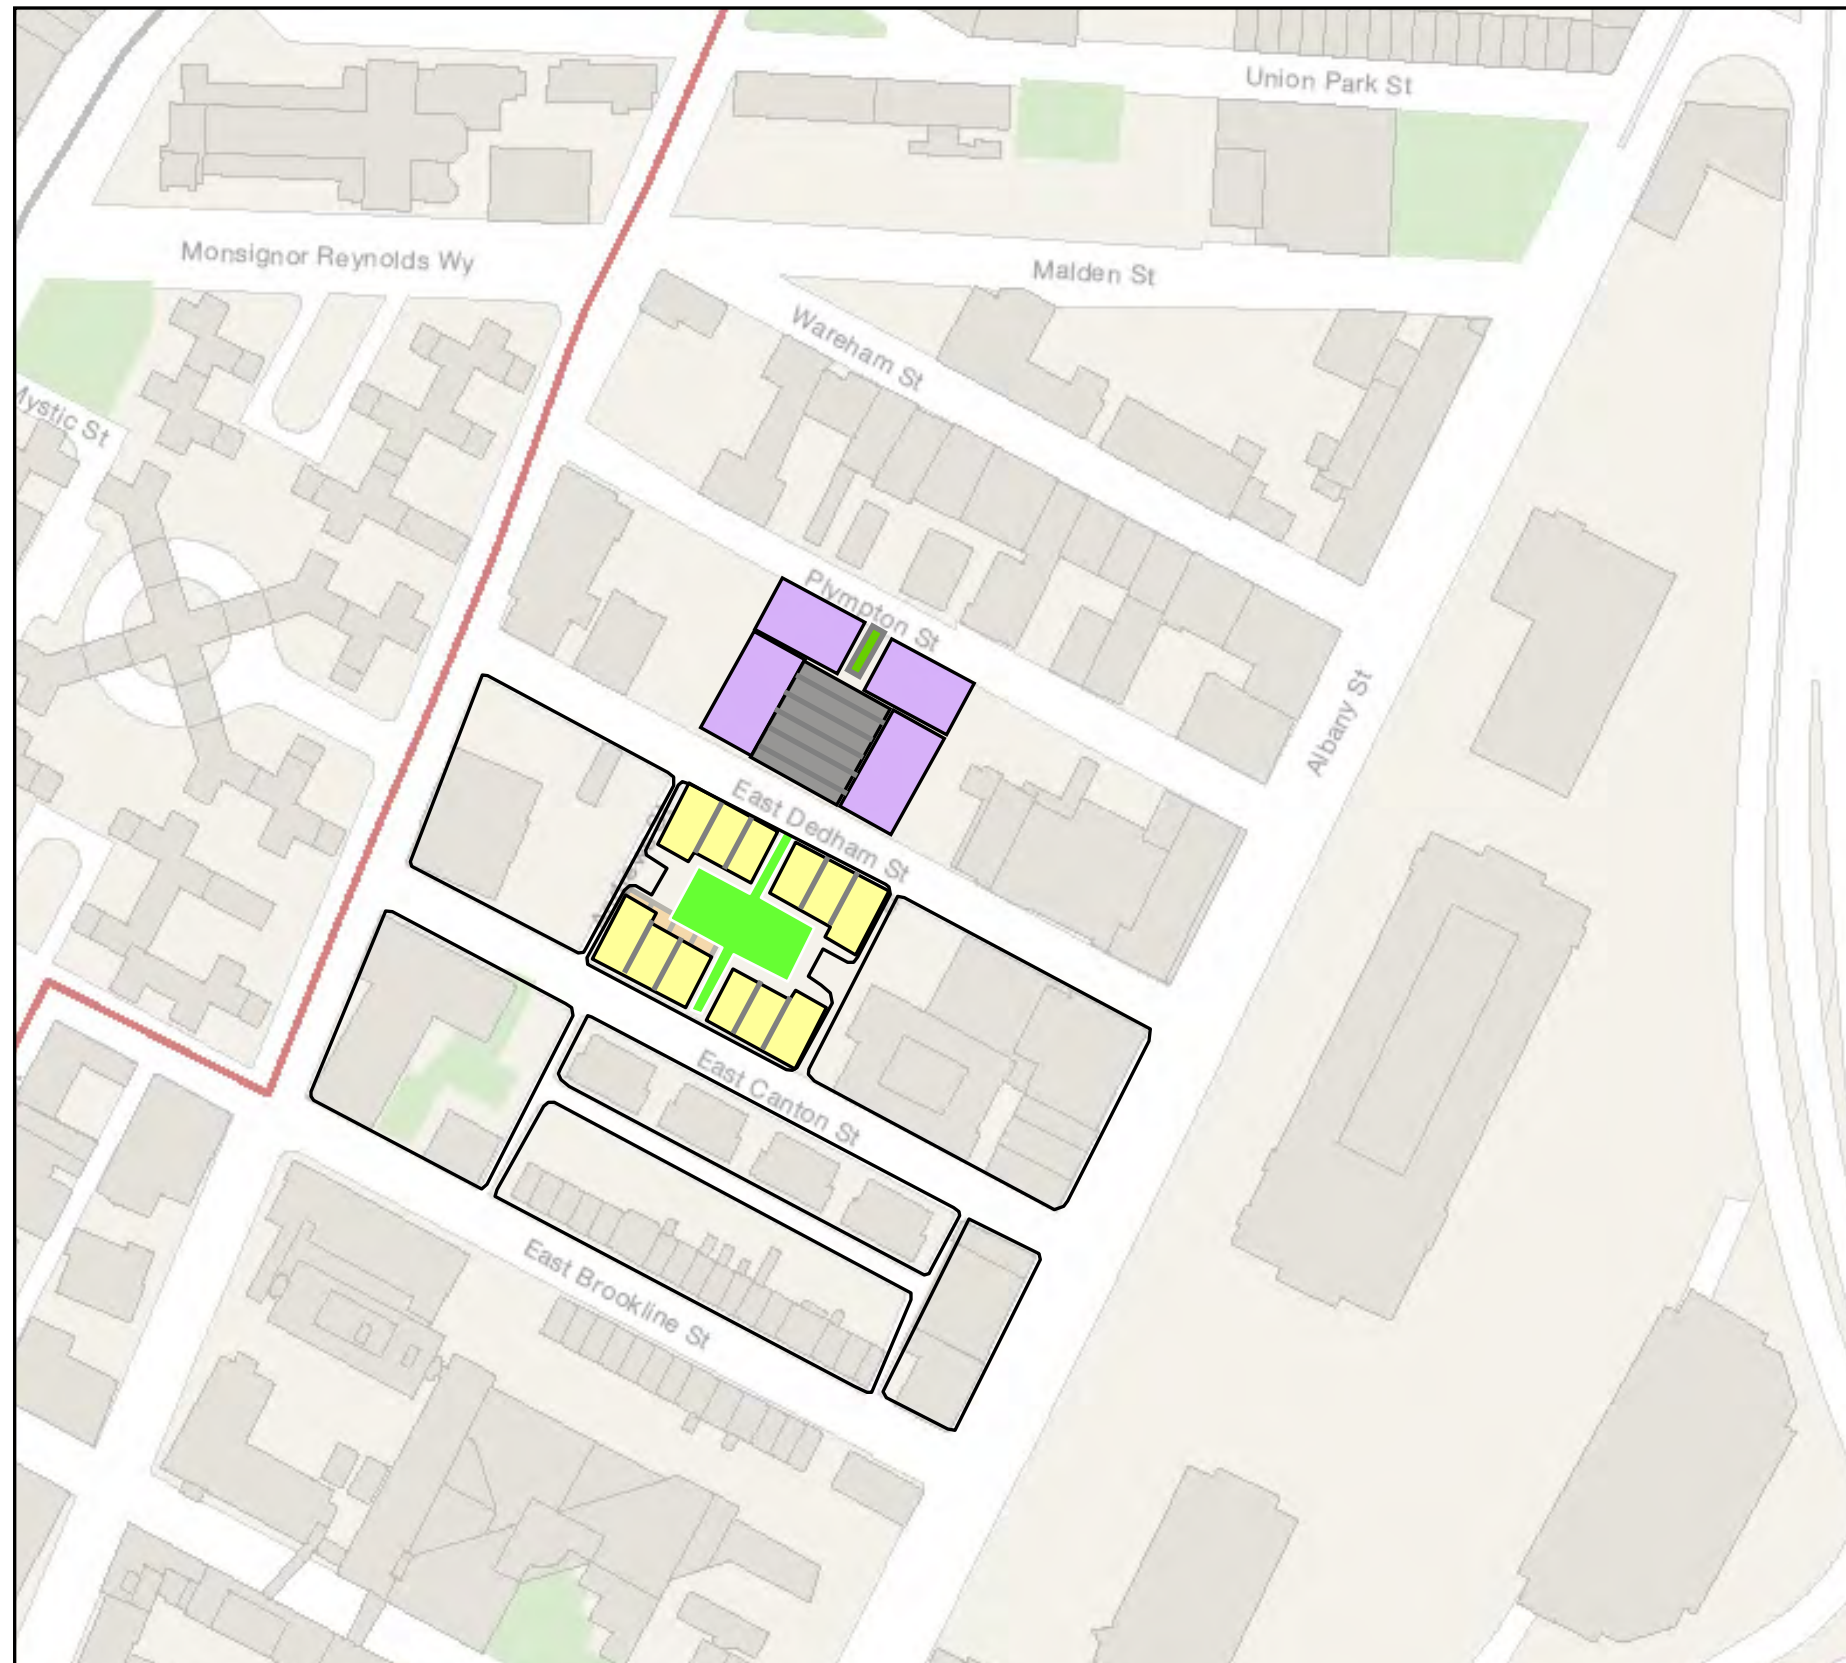 Union Park St
Monsignor Reynolds Wy
Malden St
Wareham St
Mystic St
Plympton St
Albany St
East Dedham St
East Canton St
East Brookline St